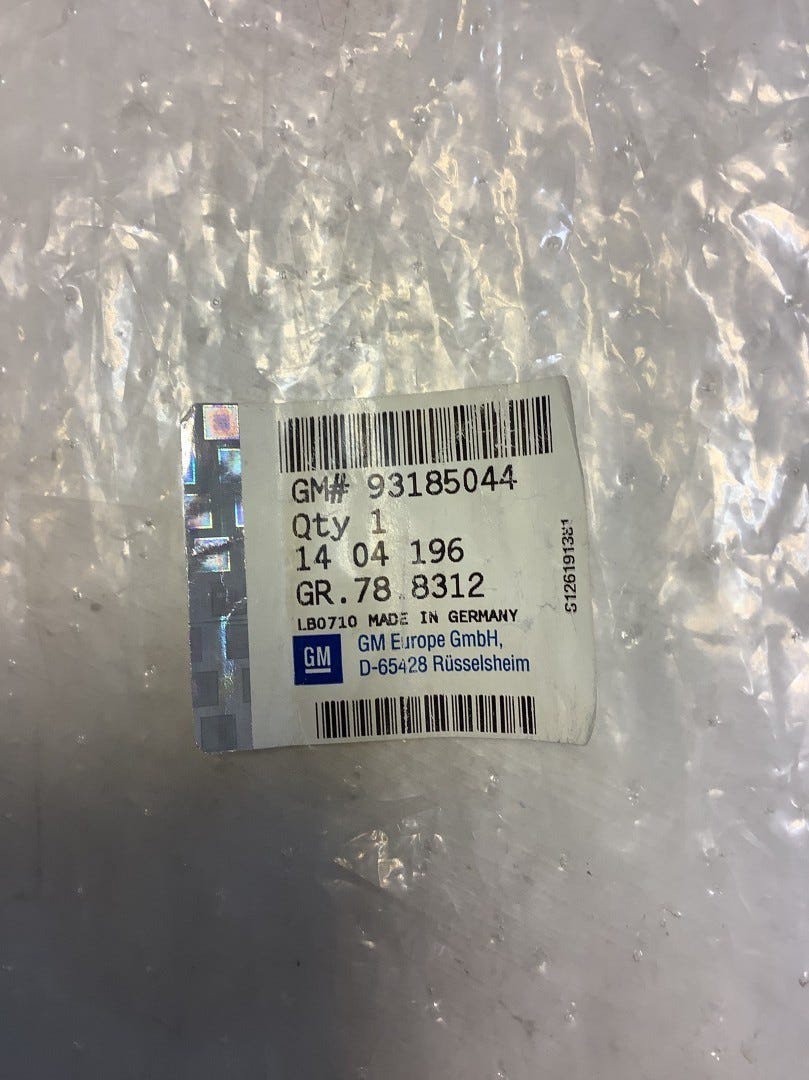 GM# 93185044
Qty 1
14 04 196
GR.78.8312
LB0710 MADE IN GERMANY
GM
GM Europe GmbH,
D-65428 Rüsselsheim
S126191381